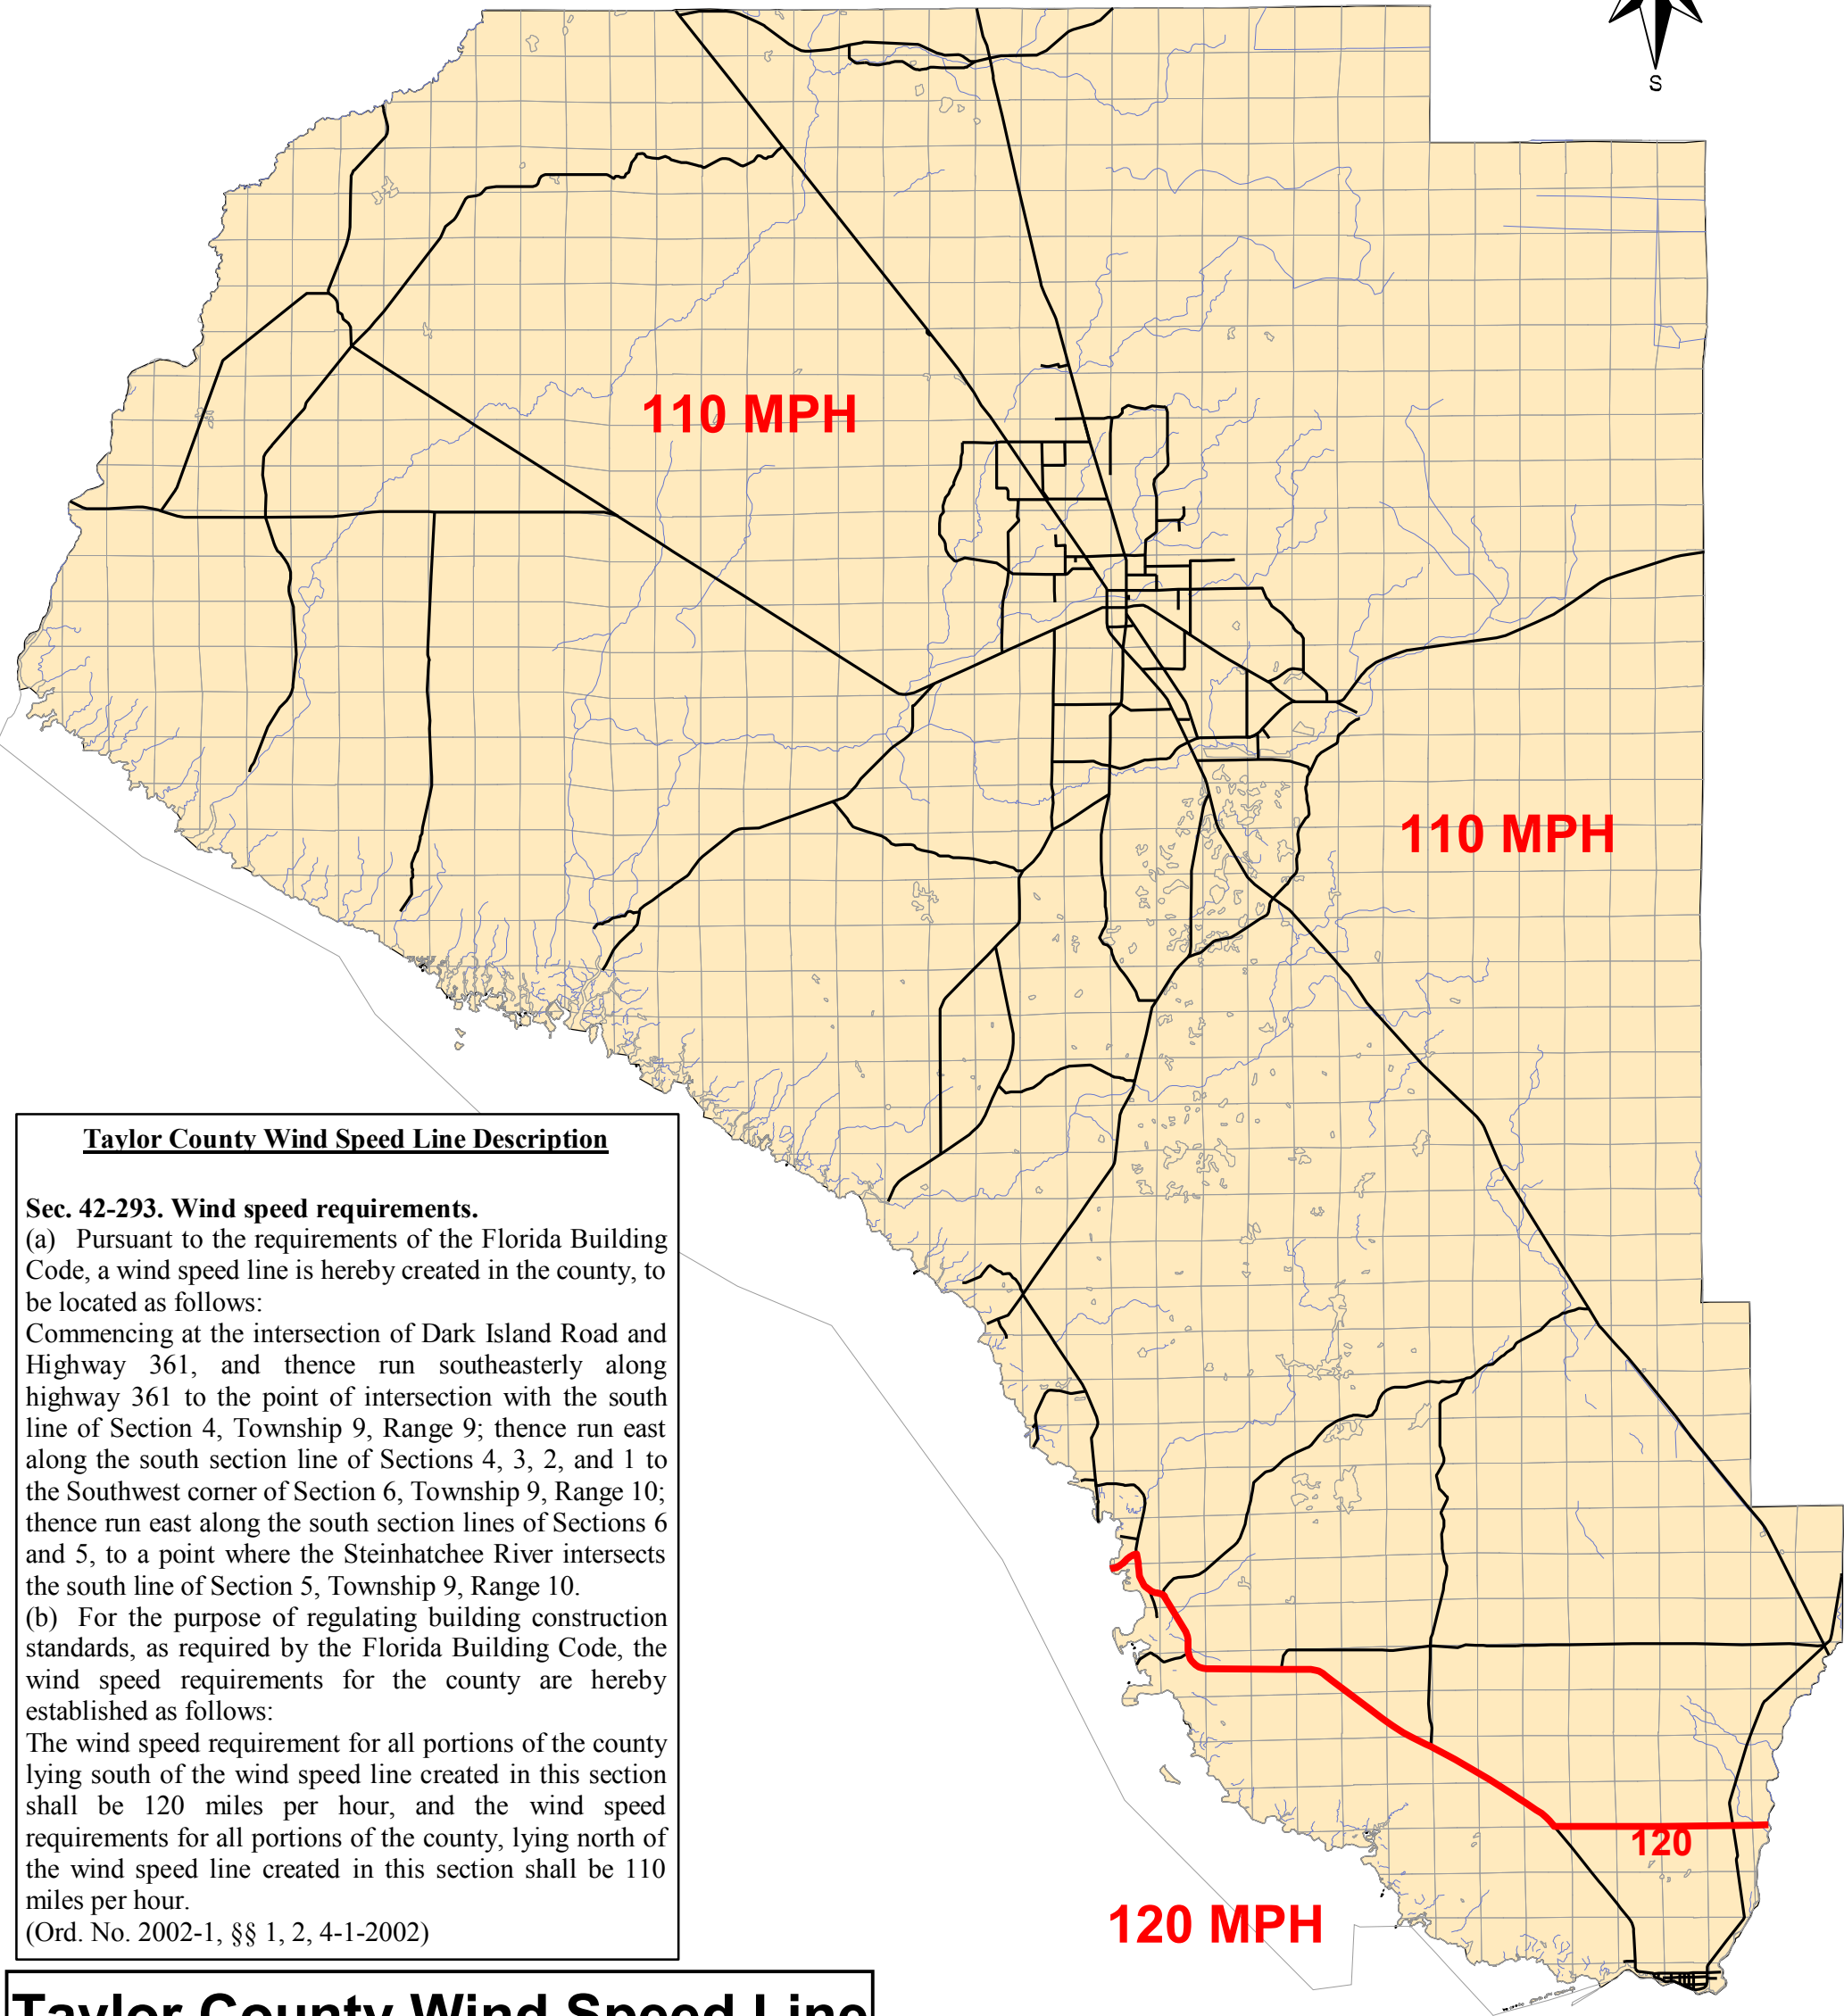 S
110 MPH
110 MPH
Taylor County Wind Speed Line Description
Sec. 42-293. Wind speed requirements.
(a) Pursuant to the requirements of the Florida Building
Code, a wind speed line is hereby created in the county, to
be located as follows:
Commencing at the intersection of Dark Island Road and
Highway 361, and thence run southeasterly along
highway 361 to the point of intersection with the south
line of Section 4, Township 9, Range 9; thence run east
along the south section line of Sections 4, 3, 2, and 1 to
the Southwest corner of Section 6, Township 9, Range 10;
thence run east along the south section lines of Sections 6
and 5, to a point where the Steinhatchee River intersects
the south line of Section 5, Township 9, Range 10.
(b) For the purpose of regulating building construction
standards, as required by the Florida Building Code, the
wind speed requirements for the county are hereby
established as follows:
The wind speed requirement for all portions of the county
lying south of the wind speed line created in this section
shall be 120 miles per hour, and the wind speed
requirements for all portions of the county, lying north of
the wind speed line created in this section shall be 110
miles per hour.
(Ord. No. 2002-1, §§ 1, 2, 4-1-2002)
120
120 MPH
Taylor County Wind Speed Line